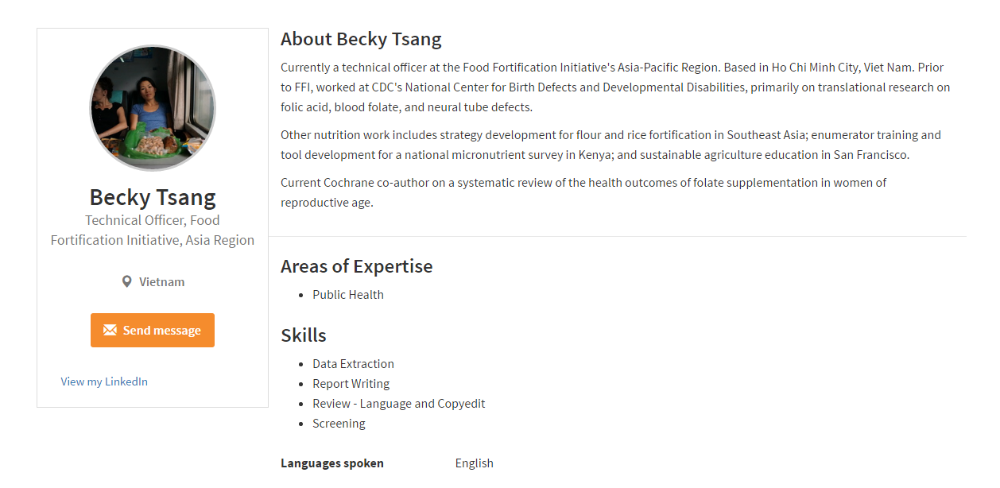 Becky Tsang
Technical Officer, Food
Fortification Initiative, Asia Region
Vietnam
Send message
View my LinkedIn
About Becky Tsang
Currently a technical officer at the Food Fortification Initiative's Asia-Pacific Region. Based in Ho Chi Minh City, Viet Nam. Prior
to FFI, worked at CDC's National Center for Birth Defects and Developmental Disabilities, primarily on translational research on
folic acid, blood folate, and neural tube defects.
Other nutrition work includes strategy development for flour and rice fortification in Southeast Asia; enumerator training and
tool development for a national micronutrient survey in Kenya; and sustainable agriculture education in San Francisco.
Current Cochrane co-author on a systematic review of the health outcomes of folate supplementation in women of
reproductive age.
Areas of Expertise
Public Health
Skills
Data Extraction
Report Writing
Review - Language and Copyedit
Screening
Languages spoken English